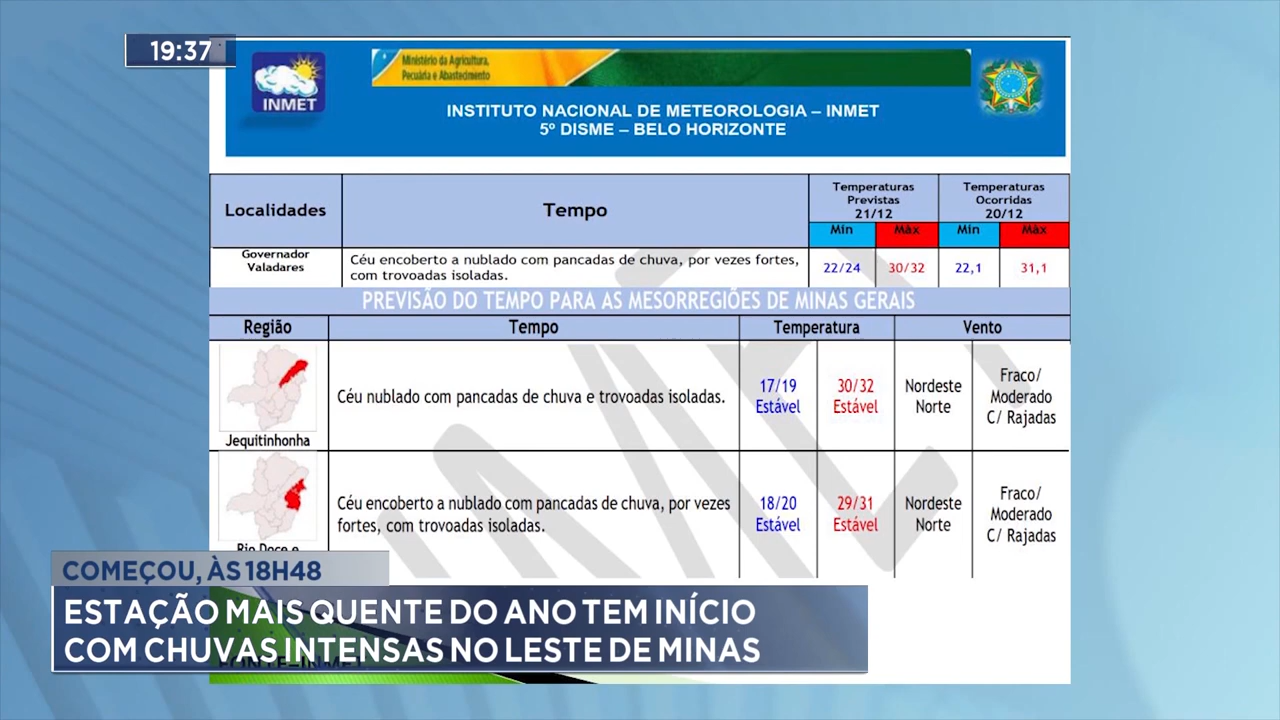 19:37
INMET
Ministério da Agricultura,
Pecuária e Abastecimento
INSTITUTO NACIONAL DE METEOROLOGIA – INMET
5º DISME – BELO HORIZONTE
Localidades
Tempo
Temperaturas
Previstas
21/12
Temperaturas
Ocorridas
20/12
Mín
Máx
Mín
Máx
Governador
Valadares
Céu encoberto a nublado com pancadas de chuva, por vezes fortes,
com trovoadas isoladas.
22/24
30/32
22,1
31,1
PREVISÃO DO TEMPO PARA AS MESORREGIÕES DE MINAS GERAIS
Região
Tempo
Temperatura
Vento
Jequitinhonha
Céu nublado com pancadas de chuva e trovoadas isoladas.
17/19
Estável
30/32
Estável
Nordeste
Norte
Fraco/
Moderado
C/ Rajadas
Rio Doce e
Céu encoberto a nublado com pancadas de chuva, por vezes
fortes, com trovoadas isoladas.
18/20
Estável
29/31
Estável
Nordeste
Norte
Fraco/
Moderado
C/ Rajadas
COMEÇOU, ÀS 18H48
ESTAÇÃO MAIS QUENTE DO ANO TEM INÍCIO
COM CHUVAS INTENSAS NO LESTE DE MINAS
FONTE–INMET